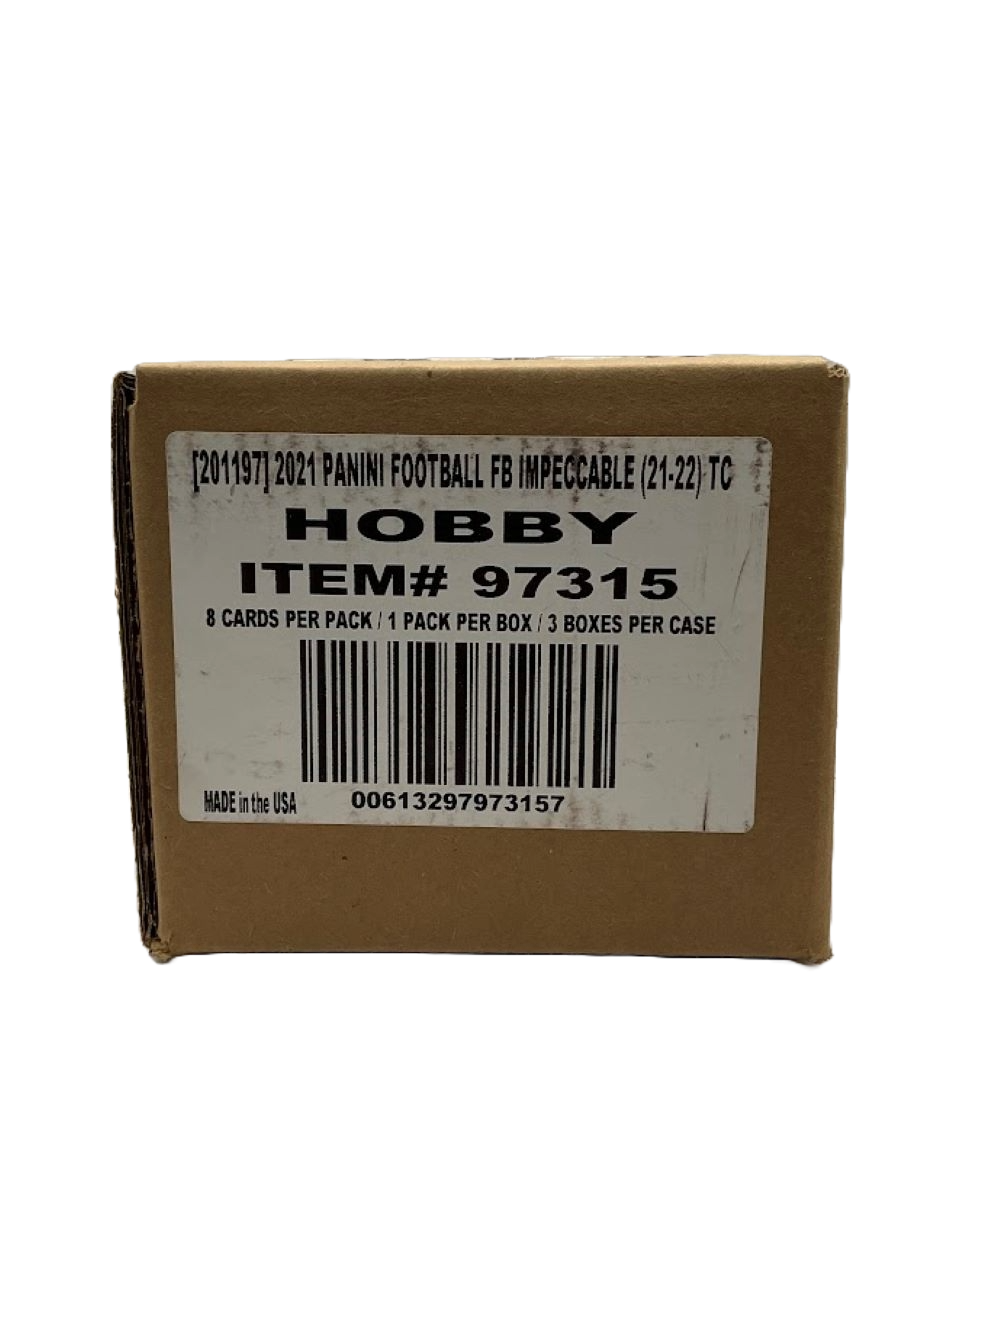 [201197] 2021 PANINI FOOTBALL FB IMPECCABLE (21-22) TC
HOBBY
ITEM# 97315
8 CARDS PER PACK / 1 PACK PER BOX / 3 BOXES PER CASE
MADE in the USA
00613297973157